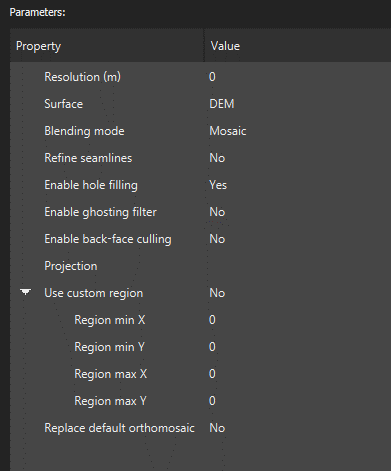 Parameters:
Property Value
Resolution (m) 0
Surface DEM
Blending mode Mosaic
Refine seamlines No
Enable hole filling Yes
Enable ghosting filter No
Enable back-face culling No
Projection
Use custom region No
Region min X 0
Region min Y 0
Region max X 0
Region max Y 0
Replace default orthomosaic No